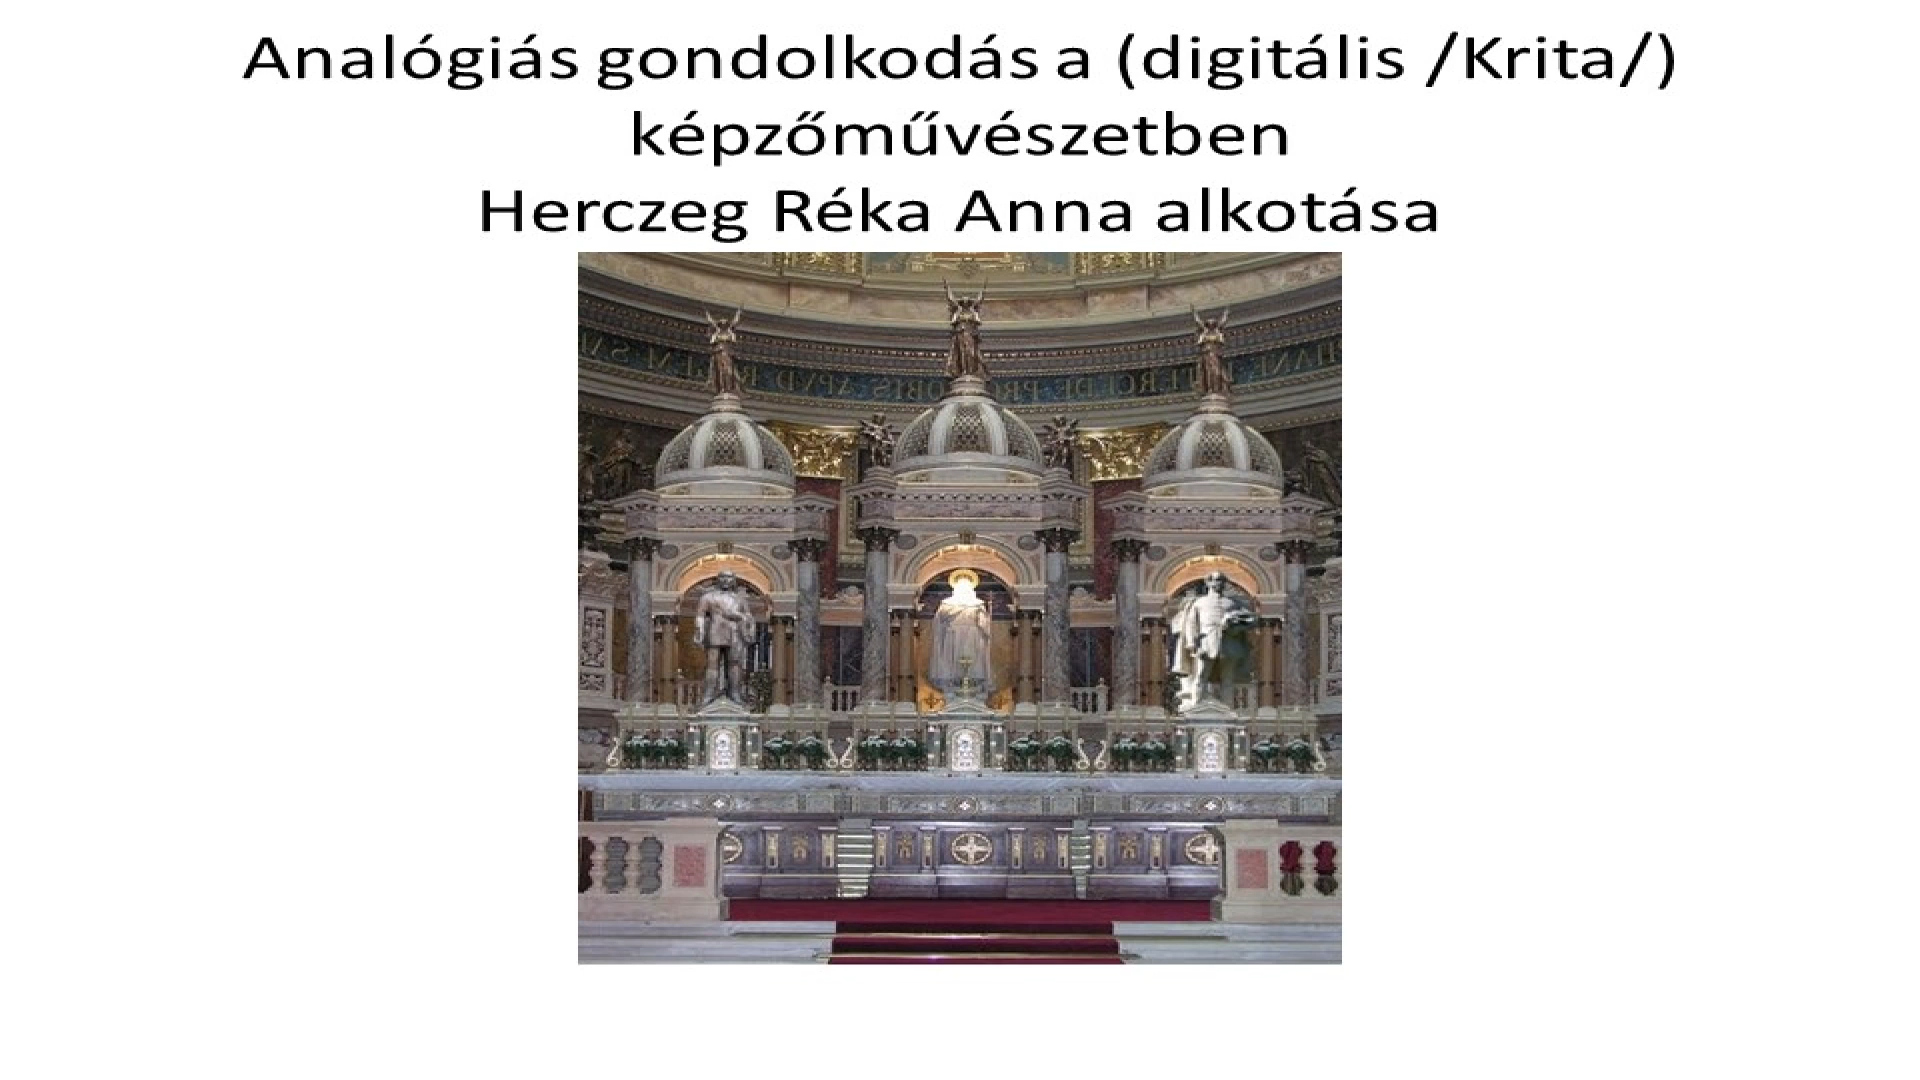 Analógiás gondolkodás a (digitális /Krita/)
képzőművészetben
Herczeg Réka Anna alkotása